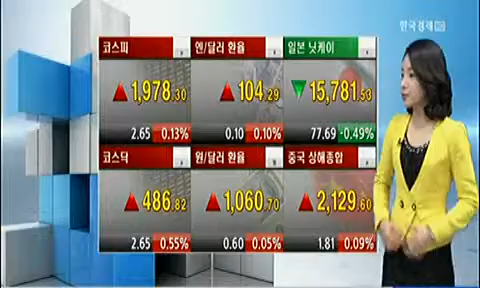 한국경제TV
코스피
▲1,978.30
2.65 0.13%
엔/달러 환율
▲104.29
0.10 0.10%
일본 닛케이
▼15,781.53
77.69 -0.49%
코스닥
▲486.82
2.65 0.55%
원/달러 환율
▲1,060.70
0.60 0.05%
중국 상해종합
▲2,129.60
1.81 0.09%